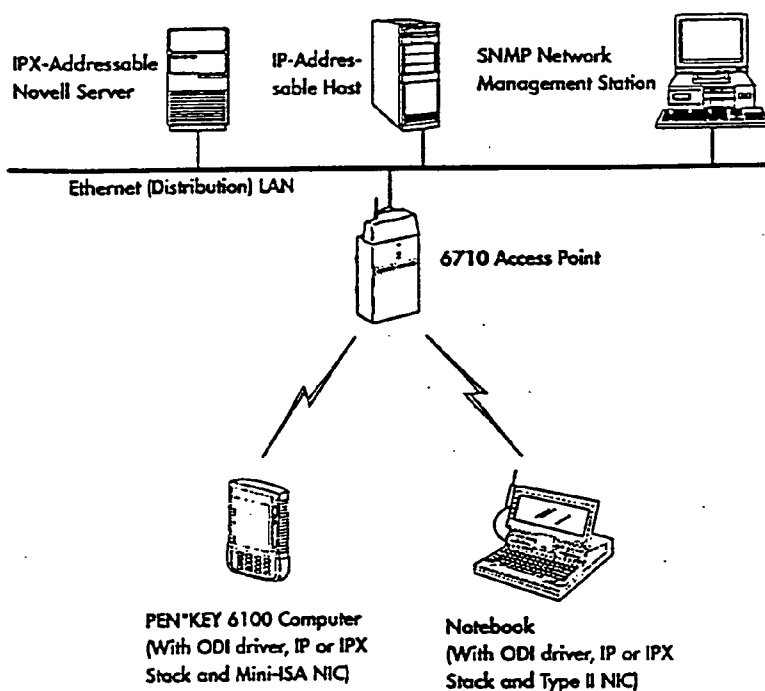 IPX-Addressable
Novell Server
IP-Addres-
sable Host
SNMP Network
Management Station
Ethernet (Distribution) LAN
6710 Access Point
PEN*KEY 6100 Computer
(With ODI driver, IP or IPX
Stack and Mini-ISA NIC)
Notebook
(With ODI driver, IP or IPX
Stack and Type II NIC)